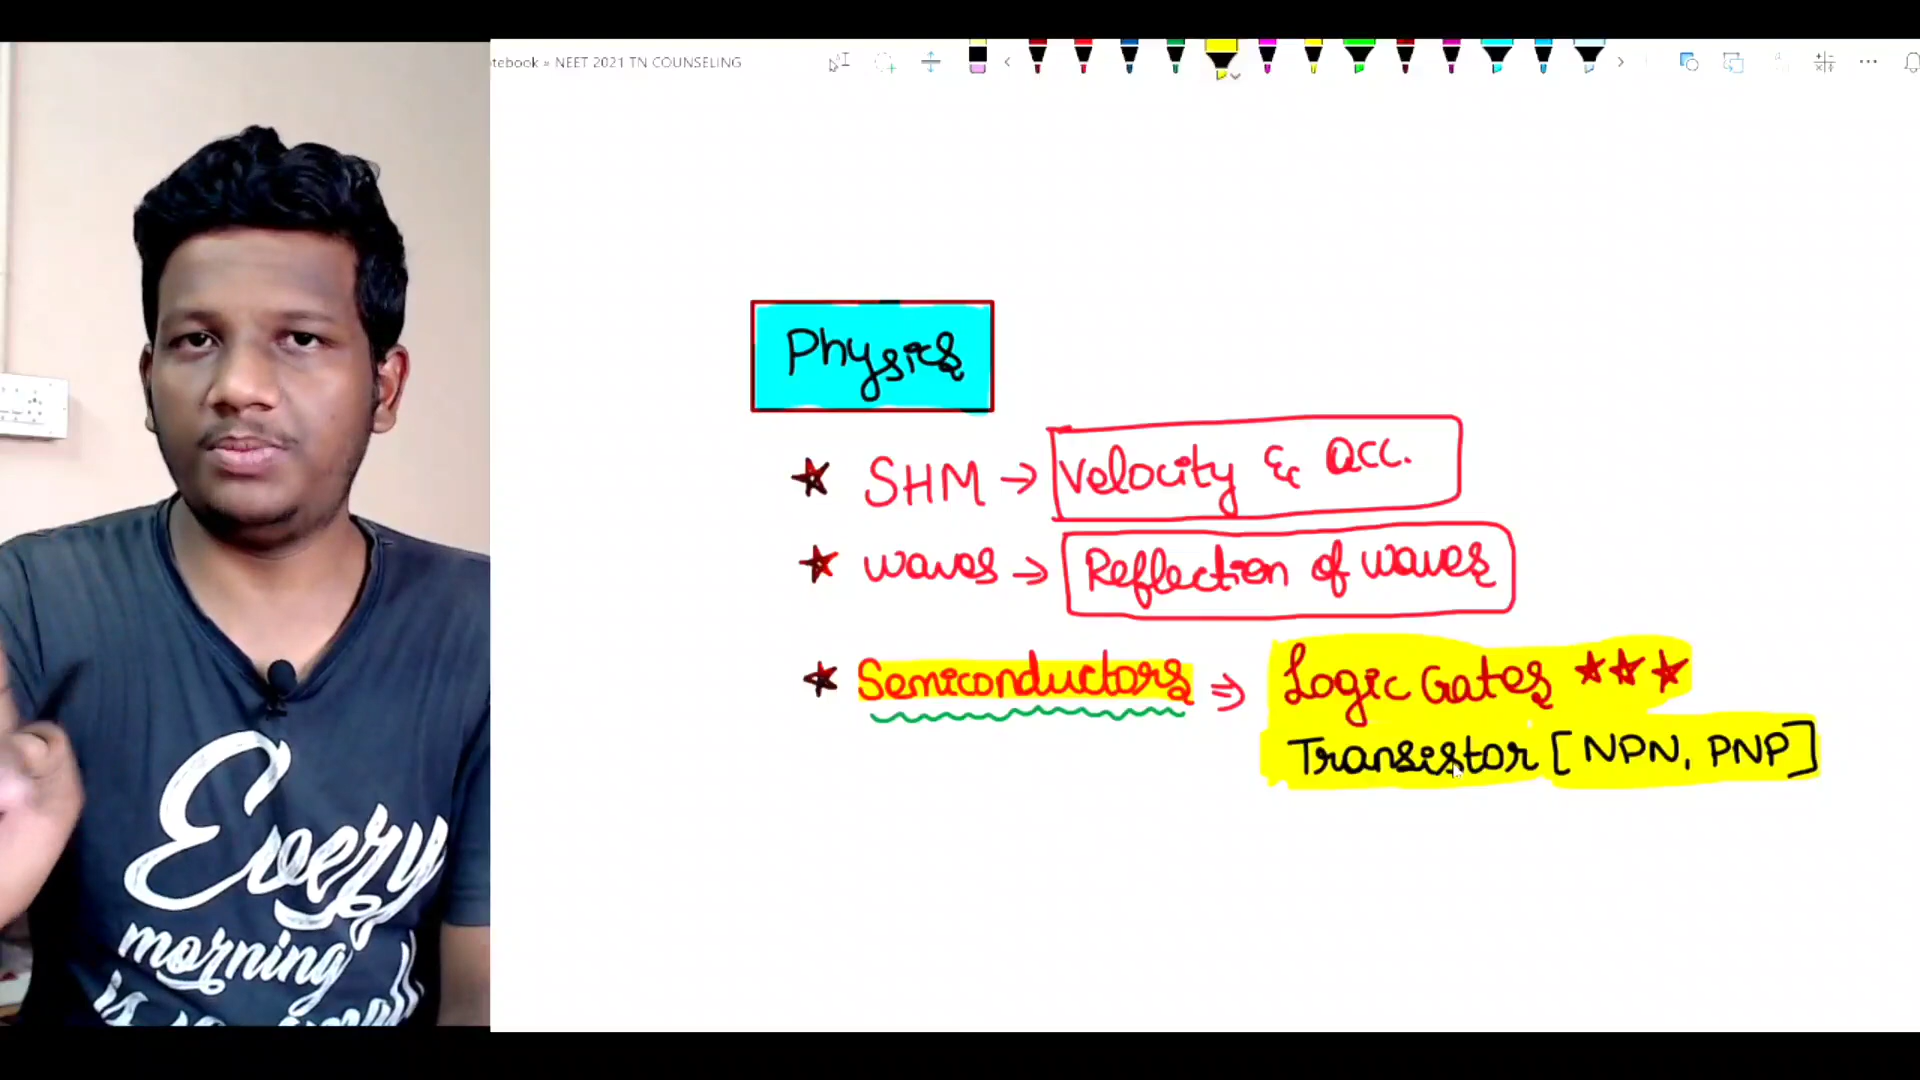 tebook » NEET 2021 TN COUNSELING
Physics
★ SHM → Velocity & acc.
★ waves → Reflection of waves
★ Semiconductors ⇒ Logic Gates ★★★
Transistor [NPN, PNP]
Every
morning
is a